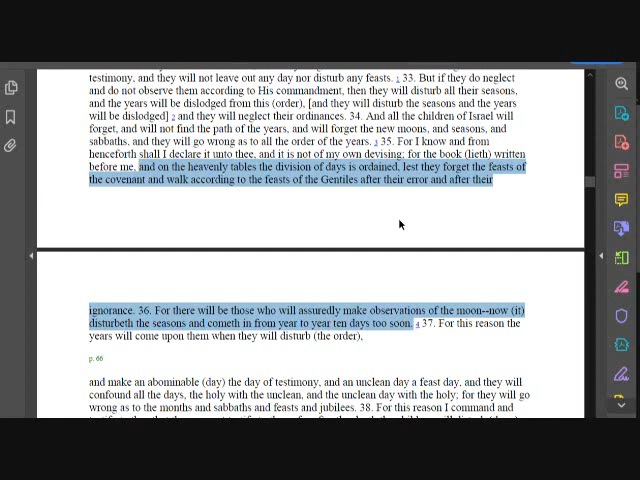 testimony, and they will not leave out any day nor disturb any feasts. 1 33. But if they do neglect
and do not observe them according to His commandment, then they will disturb all their seasons,
and the years will be dislodged from this (order), [and they will disturb the seasons and the years
will be dislodged] 2 and they will neglect their ordinances. 34. And all the children of Israel will
forget, and will not find the path of the years, and will forget the new moons, and seasons, and
sabbaths, and they will go wrong as to all the order of the years. 3 35. For I know and from
henceforth shall I declare it unto thee, and it is not of my own devising; for the book (lieth) written
before me, and on the heavenly tables the division of days is ordained, lest they forget the feasts of
the covenant and walk according to the feasts of the Gentiles after their error and after their
ignorance. 36. For there will be those who will assuredly make observations of the moon--now (it)
disturbeth the seasons and cometh in from year to year ten days too soon. 4 37. For this reason the
years will come upon them when they will disturb (the order),
p. 66
and make an abominable (day) the day of testimony, and an unclean day a feast day, and they will
confound all the days, the holy with the unclean, and the unclean day with the holy; for they will go
wrong as to the months and sabbaths and feasts and jubilees. 38. For this reason I command and